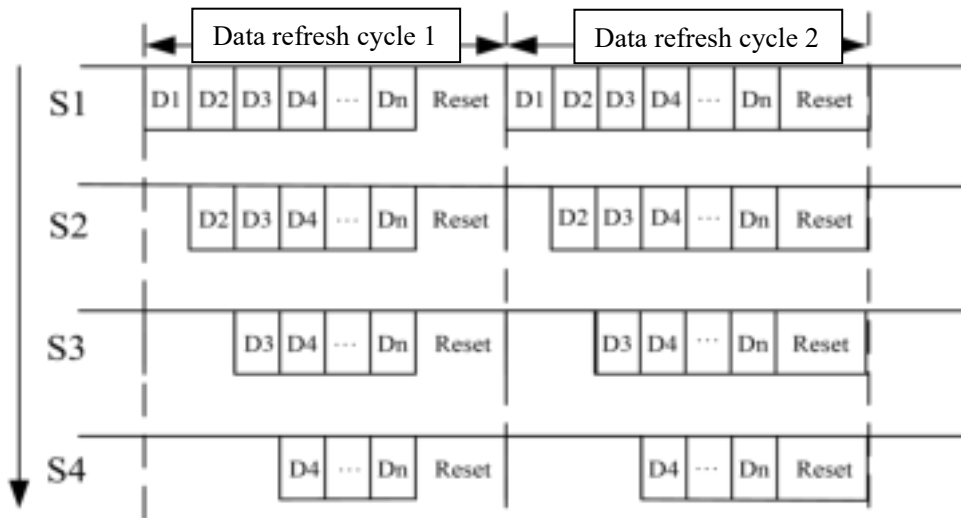 Data refresh cycle 1 Data refresh cycle 2
S1 D1 D2 D3 D4 ... Dn Reset D1 D2 D3 D4 ... Dn Reset
S2 D2 D3 D4 ... Dn Reset D2 D3 D4 ... Dn Reset
S3 D3 D4 ... Dn Reset D3 D4 ... Dn Reset
S4 D4 ... Dn Reset D4 ... Dn Reset